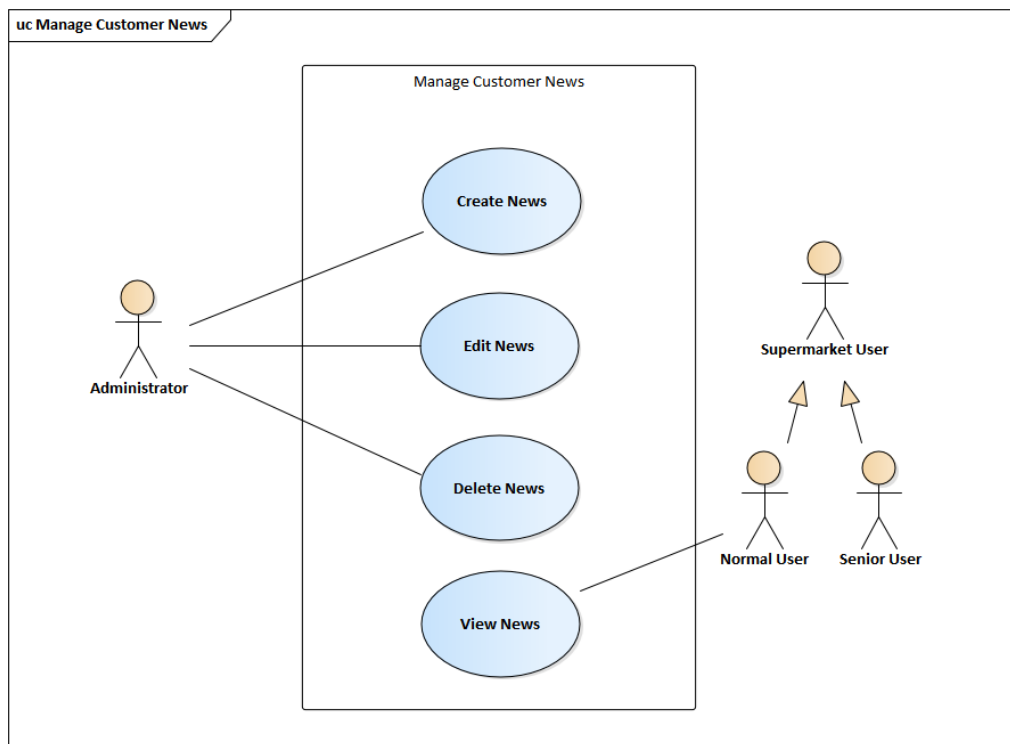 uc Manage Customer News
Manage Customer News
Create News
Edit News
Delete News
View News
Administrator
Supermarket User
Normal User
Senior User